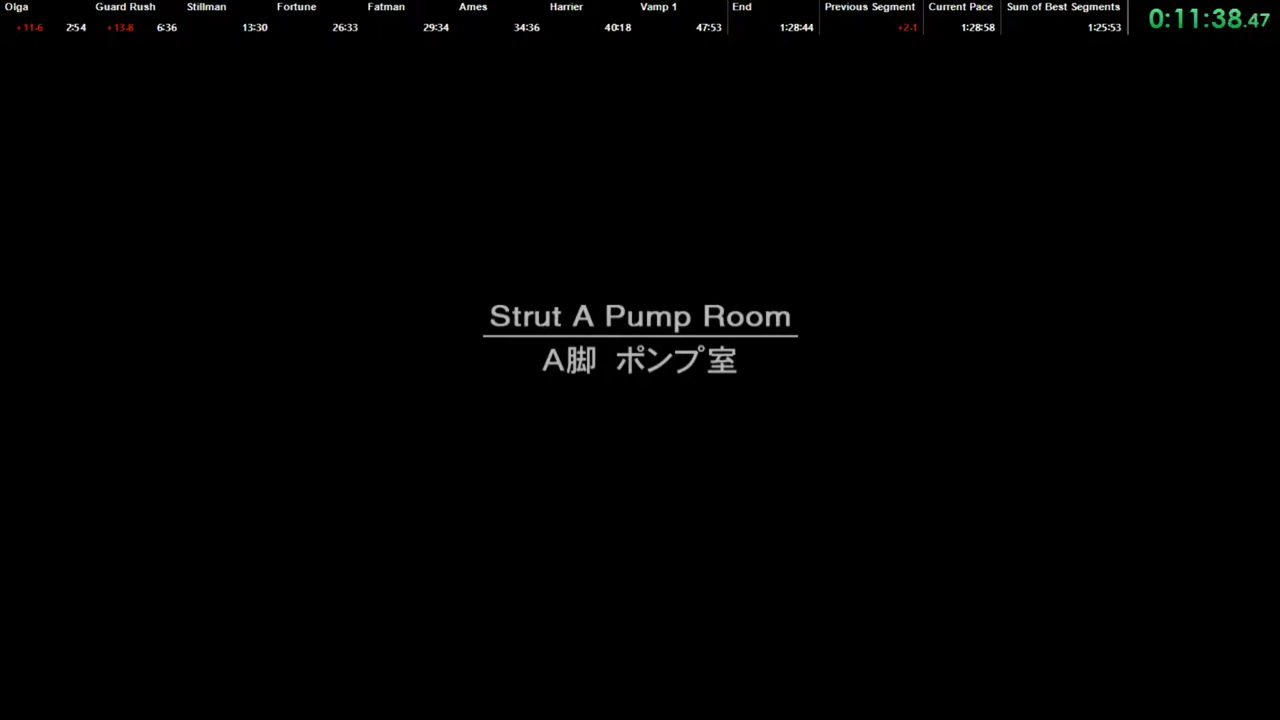 Olga Guard Rush Stillman Fortune Fatman Ames Harrier Vamp 1 End Previous Segment Current Pace Sum of Best Segments
+11.6 2:54 +13.8 6:36 13:30 26:33 29:34 34:36 40:18 47:53 1:28:44 +2.1 1:28:58 1:25:53 0:11:38.47
Strut A Pump Room
A脚 ポンプ室